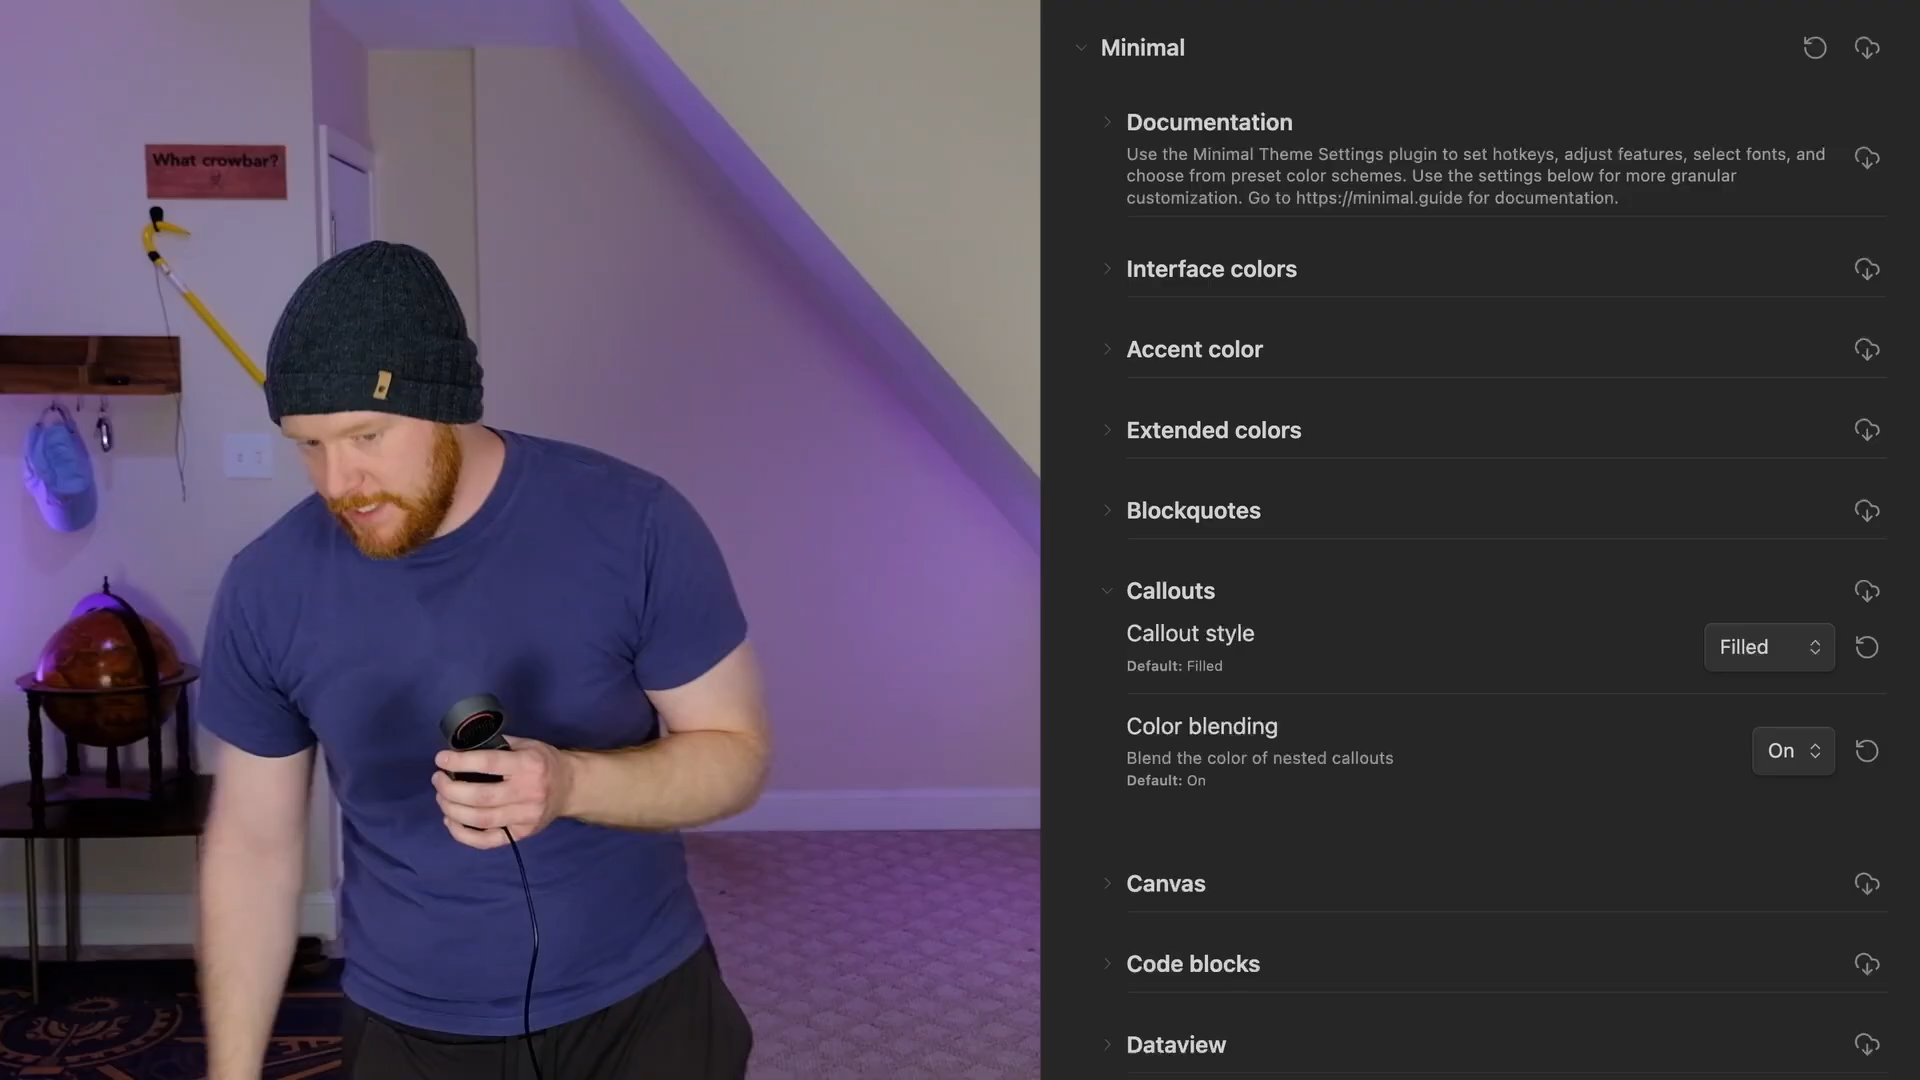 What crowbar?
Minimal
Documentation
Use the Minimal Theme Settings plugin to set hotkeys, adjust features, select fonts, and
choose from preset color schemes. Use the settings below for more granular
customization. Go to https://minimal.guide for documentation.
Interface colors
Accent color
Extended colors
Blockquotes
Callouts
Callout style
Filled
Default: Filled
Color blending
On
Blend the color of nested callouts
Default: On
Canvas
Code blocks
Dataview